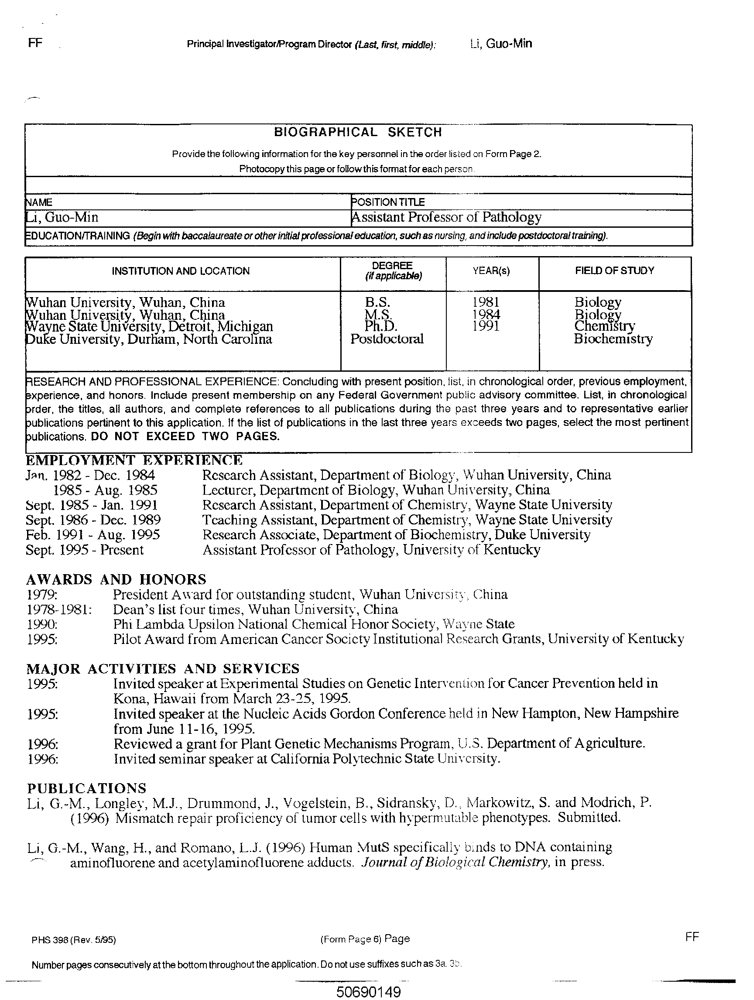 FF Principal Investigator/Program Director (Last, first, middle): Li, Guo-Min
BIOGRAPHICAL SKETCH
Provide the following information for the key personnel in the order listed on Form Page 2.
Photocopy this page or follow this format for each person.
NAME POSITION TITLE
Li, Guo-Min Assistant Professor of Pathology
EDUCATION/TRAINING (Begin with baccalaureate or other initial professional education, such as nursing, and include postdoctoral training).
INSTITUTION AND LOCATION DEGREE (if applicable) YEAR(s) FIELD OF STUDY
Wuhan University, Wuhan, China B.S. 1981 Biology
Wuhan University, Wuhan, China M.S. 1984 Biology
Wayne State University, Detroit, Michigan Ph.D. 1991 Chemistry
Duke University, Durham, North Carolina Postdoctoral Biochemistry
RESEARCH AND PROFESSIONAL EXPERIENCE: Concluding with present position, list, in chronological order, previous employment,
experience, and honors. Include present membership on any Federal Government public advisory committee. List, in chronological
order, the titles, all authors, and complete references to all publications during the past three years and to representative earlier
publications pertinent to this application. If the list of publications in the last three years exceeds two pages, select the most pertinent
publications. DO NOT EXCEED TWO PAGES.
EMPLOYMENT EXPERIENCE
Jan. 1982 - Dec. 1984 Research Assistant, Department of Biology, Wuhan University, China
1985 - Aug. 1985 Lecturer, Department of Biology, Wuhan University, China
Sept. 1985 - Jan. 1991 Research Assistant, Department of Chemistry, Wayne State University
Sept. 1986 - Dec. 1989 Teaching Assistant, Department of Chemistry, Wayne State University
Feb. 1991 - Aug. 1995 Research Associate, Department of Biochemistry, Duke University
Sept. 1995 - Present Assistant Professor of Pathology, University of Kentucky
AWARDS AND HONORS
1979: President Award for outstanding student, Wuhan University, China
1978-1981: Dean's list four times, Wuhan University, China
1990: Phi Lambda Upsilon National Chemical Honor Society, Wayne State
1995: Pilot Award from American Cancer Society Institutional Research Grants, University of Kentucky
MAJOR ACTIVITIES AND SERVICES
1995: Invited speaker at Experimental Studies on Genetic Intervention for Cancer Prevention held in
Kona, Hawaii from March 23-25, 1995.
1995: Invited speaker at the Nucleic Acids Gordon Conference held in New Hampton, New Hampshire
from June 11-16, 1995.
1996: Reviewed a grant for Plant Genetic Mechanisms Program, U.S. Department of Agriculture.
1996: Invited seminar speaker at California Polytechnic State University.
PUBLICATIONS
Li, G.-M., Longley, M.J., Drummond, J., Vogelstein, B., Sidransky, D., Markowitz, S. and Modrich, P.
(1996) Mismatch repair proficiency of tumor cells with hypermutable phenotypes. Submitted.
Li, G.-M., Wang, H., and Romano, L.J. (1996) Human MutS specifically binds to DNA containing
aminofluorene and acetylaminofluorene adducts. Journal of Biological Chemistry, in press.
PHS 398 (Rev. 5/95) (Form Page 6) Page FF
Number pages consecutively at the bottom throughout the application. Do not use suffixes such as 3a, 3b.
50690149